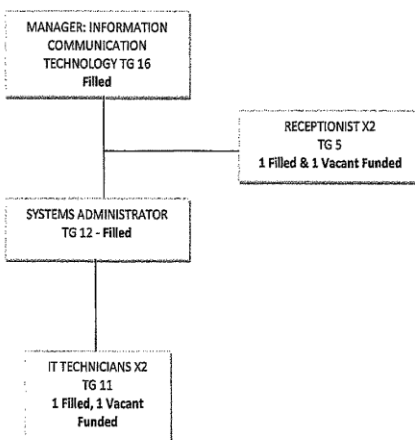 MANAGER: INFORMATION
COMMUNICATION
TECHNOLOGY TG 16
Filled
RECEPTIONIST X2
TG 5
1 Filled & 1 Vacant Funded
SYSTEMS ADMINISTRATOR
TG 12 - Filled
IT TECHNICIANS X2
TG 11
1 Filled, 1 Vacant
Funded